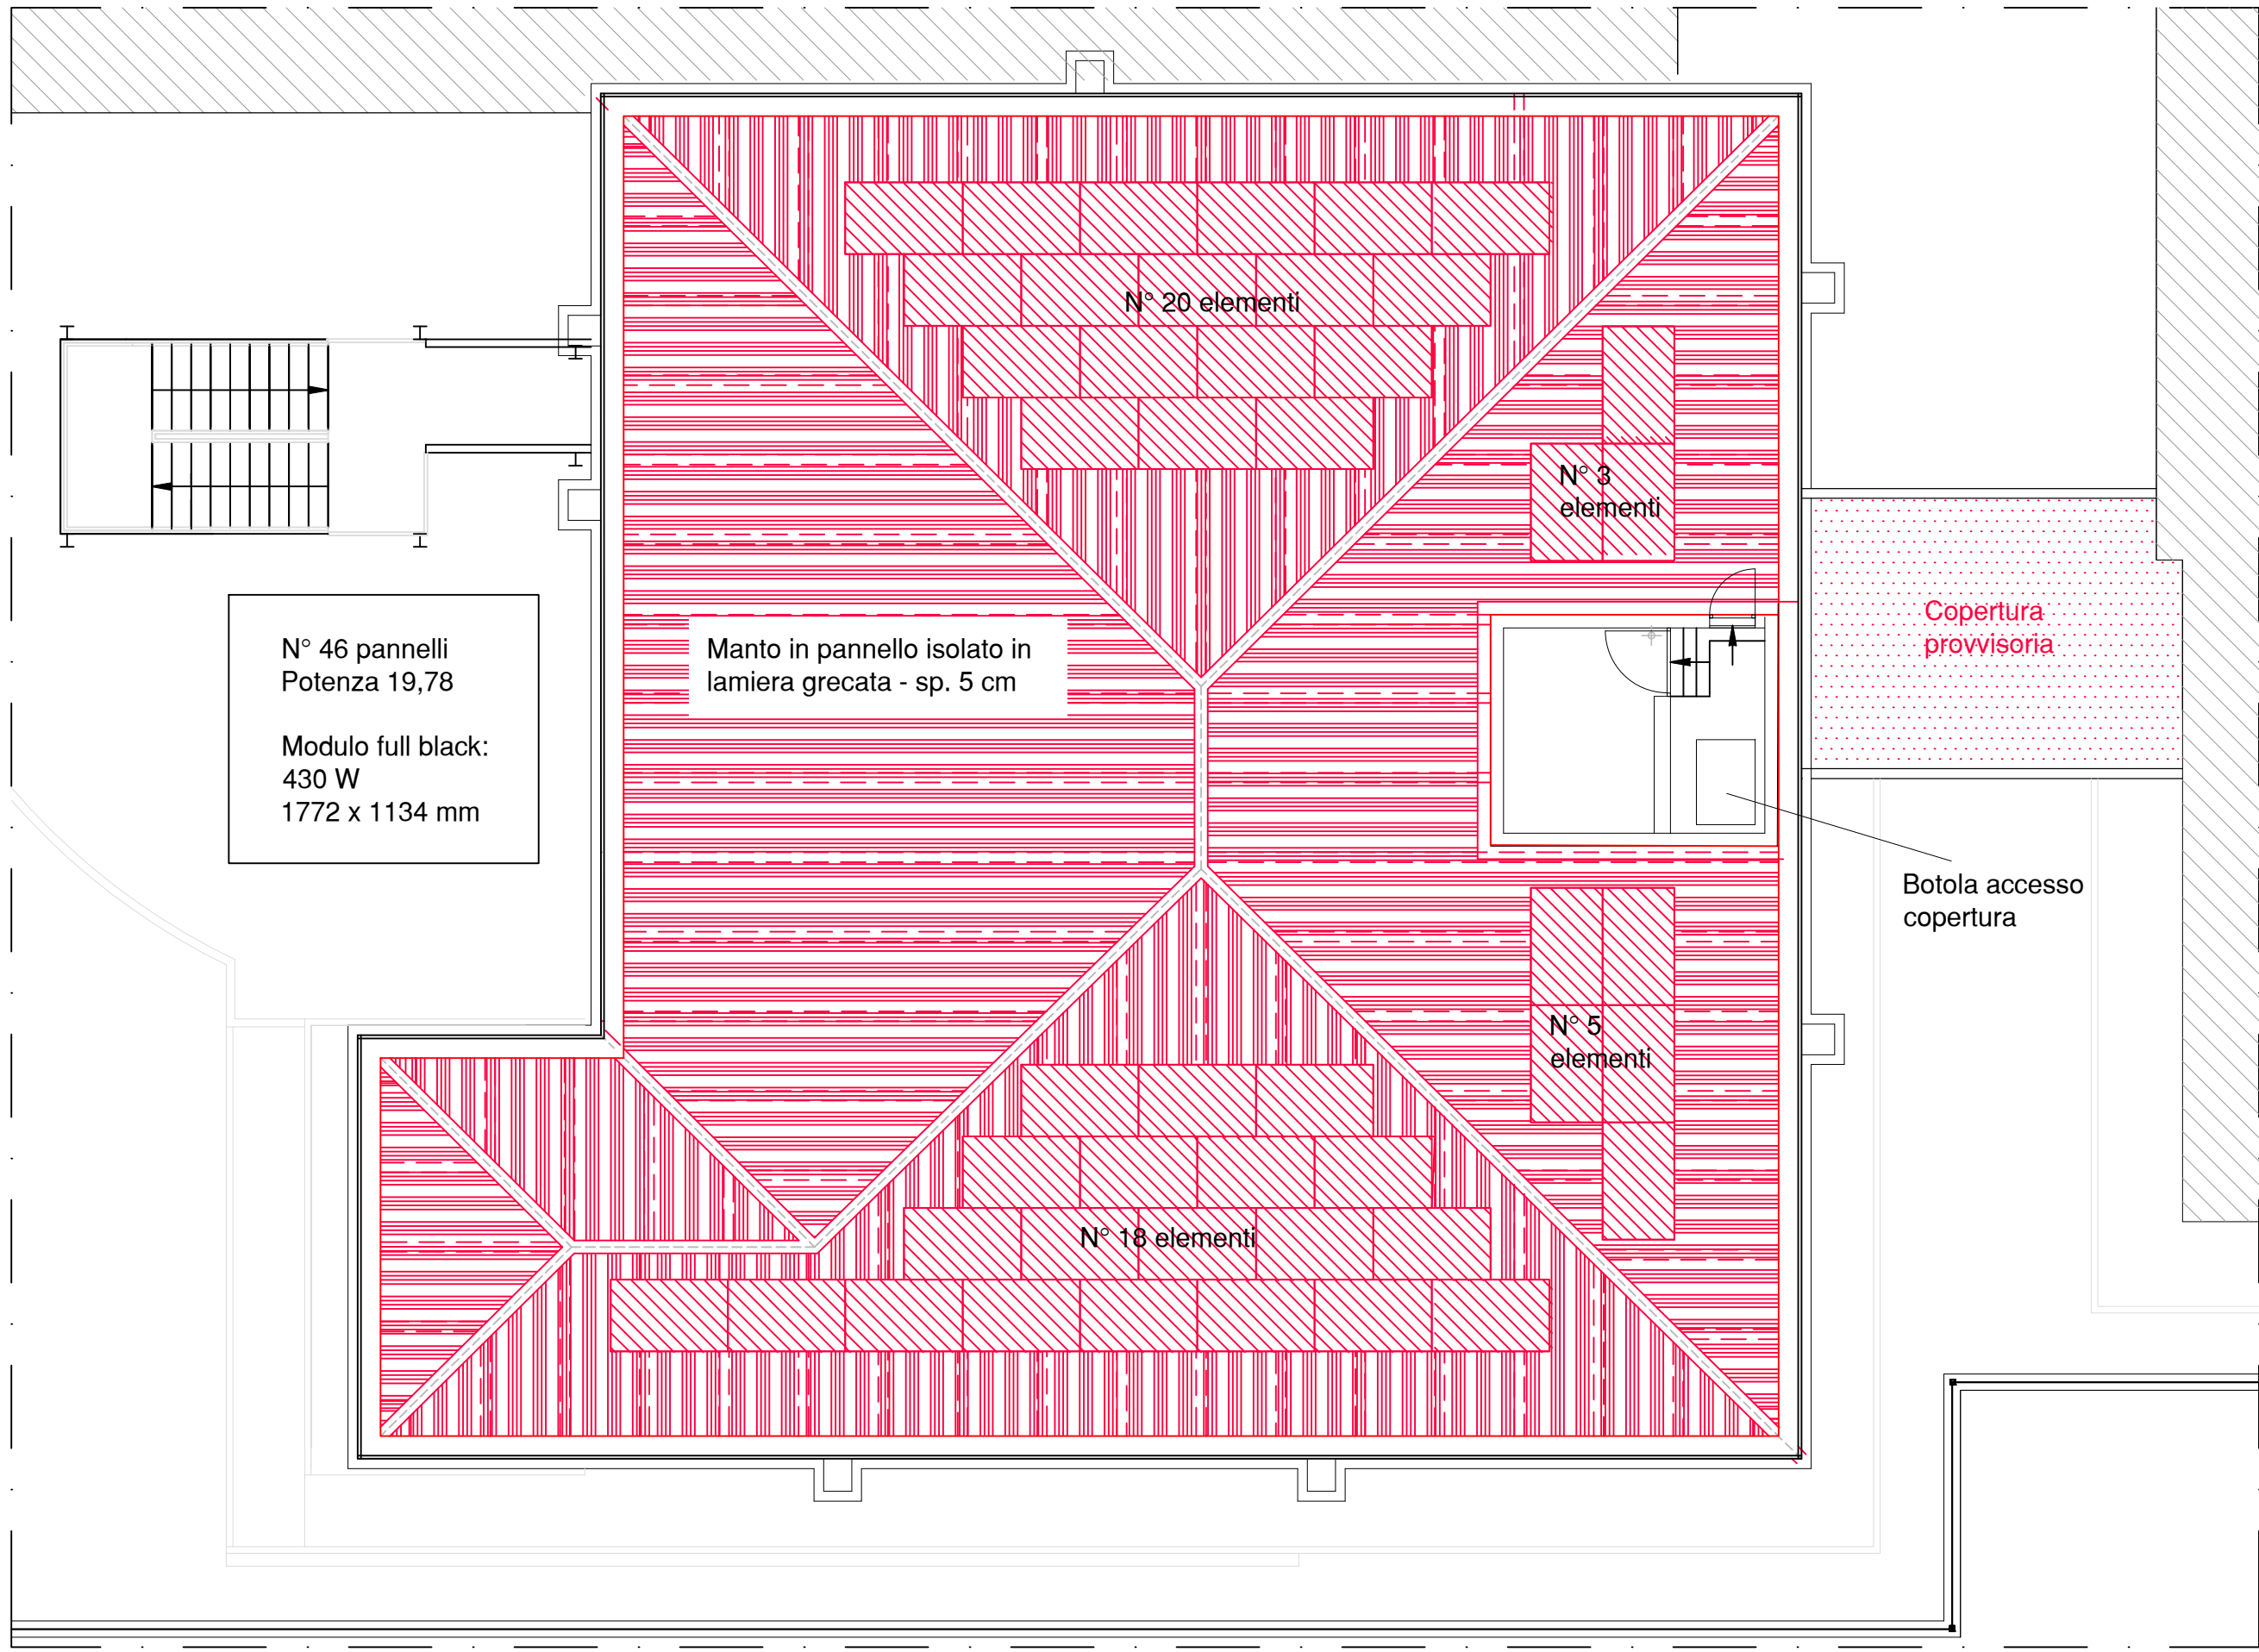 N° 20 elementi
N° 3
elementi
Copertura
provvisoria
N° 46 pannelli
Potenza 19,78
Modulo full black:
430 W
1772 x 1134 mm
Manto in pannello isolato in
lamiera grecata - sp. 5 cm
Botola accesso
copertura
N° 5
elementi
N° 18 elementi